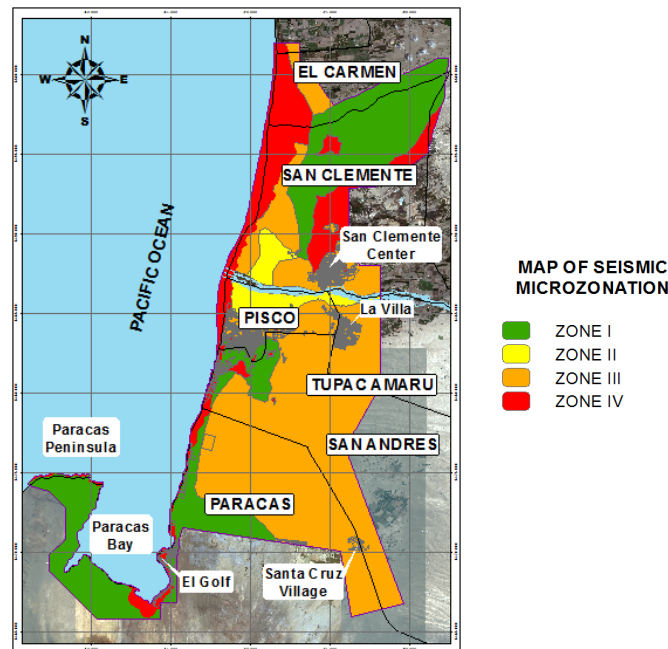 N
W
E
S
EL CARMEN
SAN CLEMENTE
PACIFIC OCEAN
San Clemente
Center
PISCO
La Villa
TUPAC AMARU
SAN ANDRES
Paracas
Peninsula
PARACAS
Paracas
Bay
El Golf
Santa Cruz
Village
MAP OF SEISMIC
MICROZONATION
ZONE I
ZONE II
ZONE III
ZONE IV